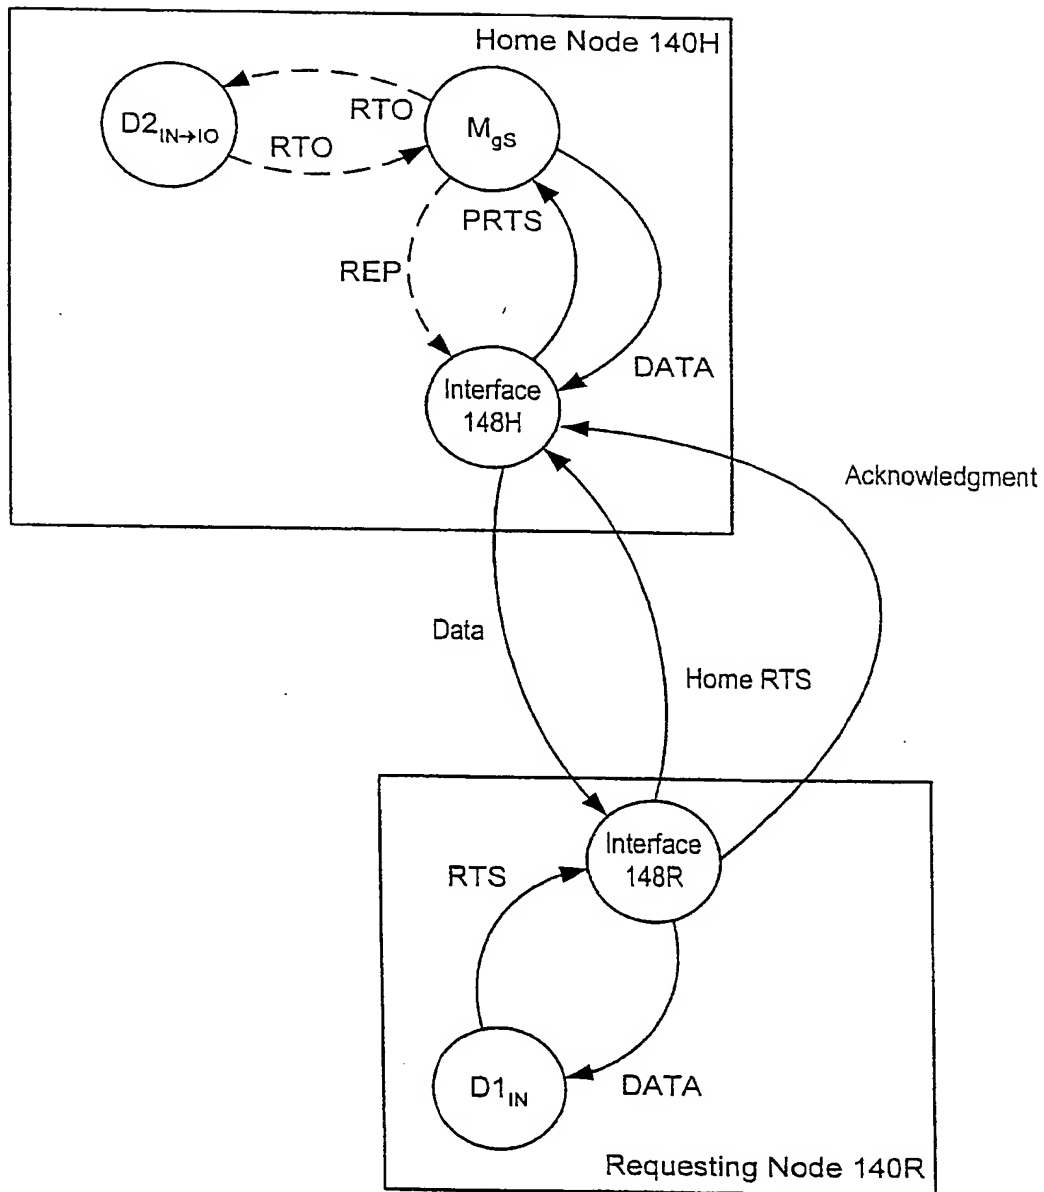 Home Node 140H
D2IN→IO
RTO
MgS
RTO
PRTS
REP
DATA
Interface
148H
Acknowledgment
Data
Home RTS
Interface
148R
RTS
D1IN
DATA
Requesting Node 140R